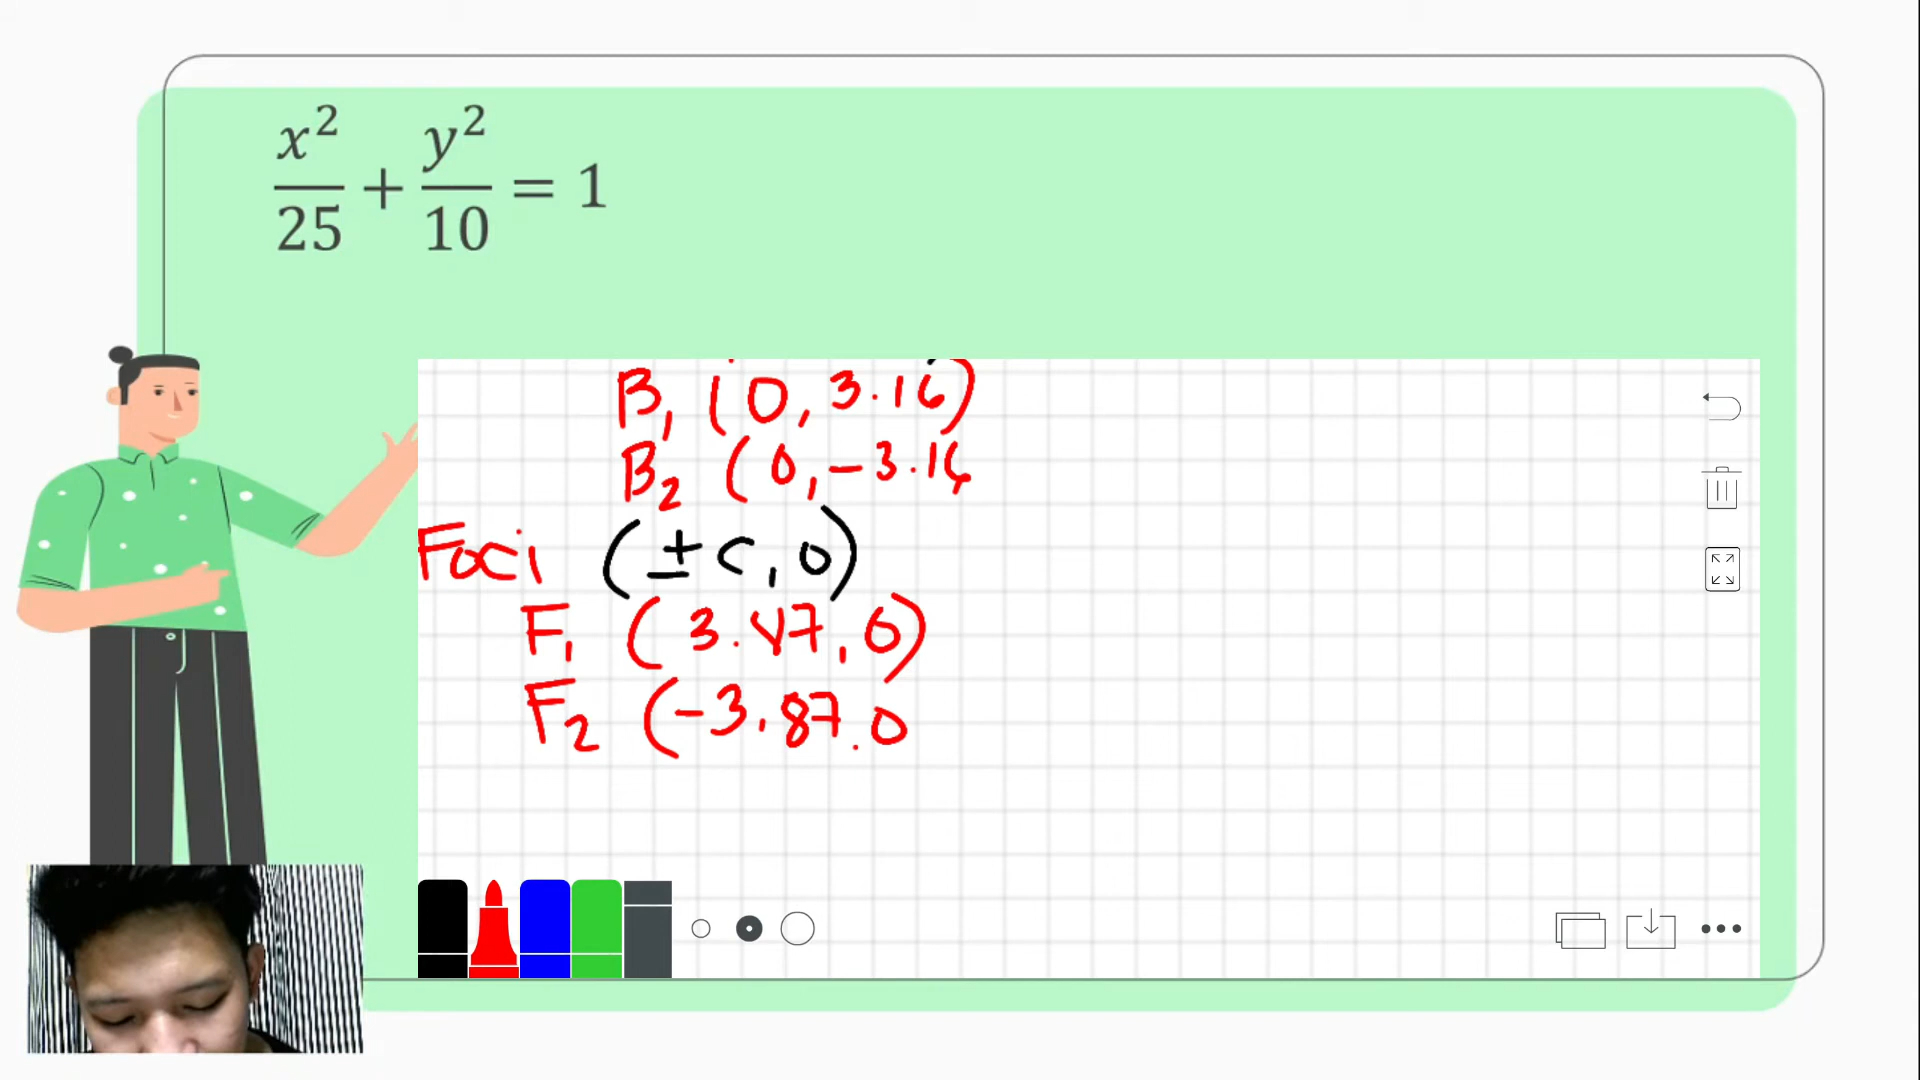 x²/25 + y²/10 = 1
B₁ (0, 3.16)
B₂ (0, -3.16
Foci (± c, 0)
F₁ (3.47, 0)
F₂ (-3.87.0